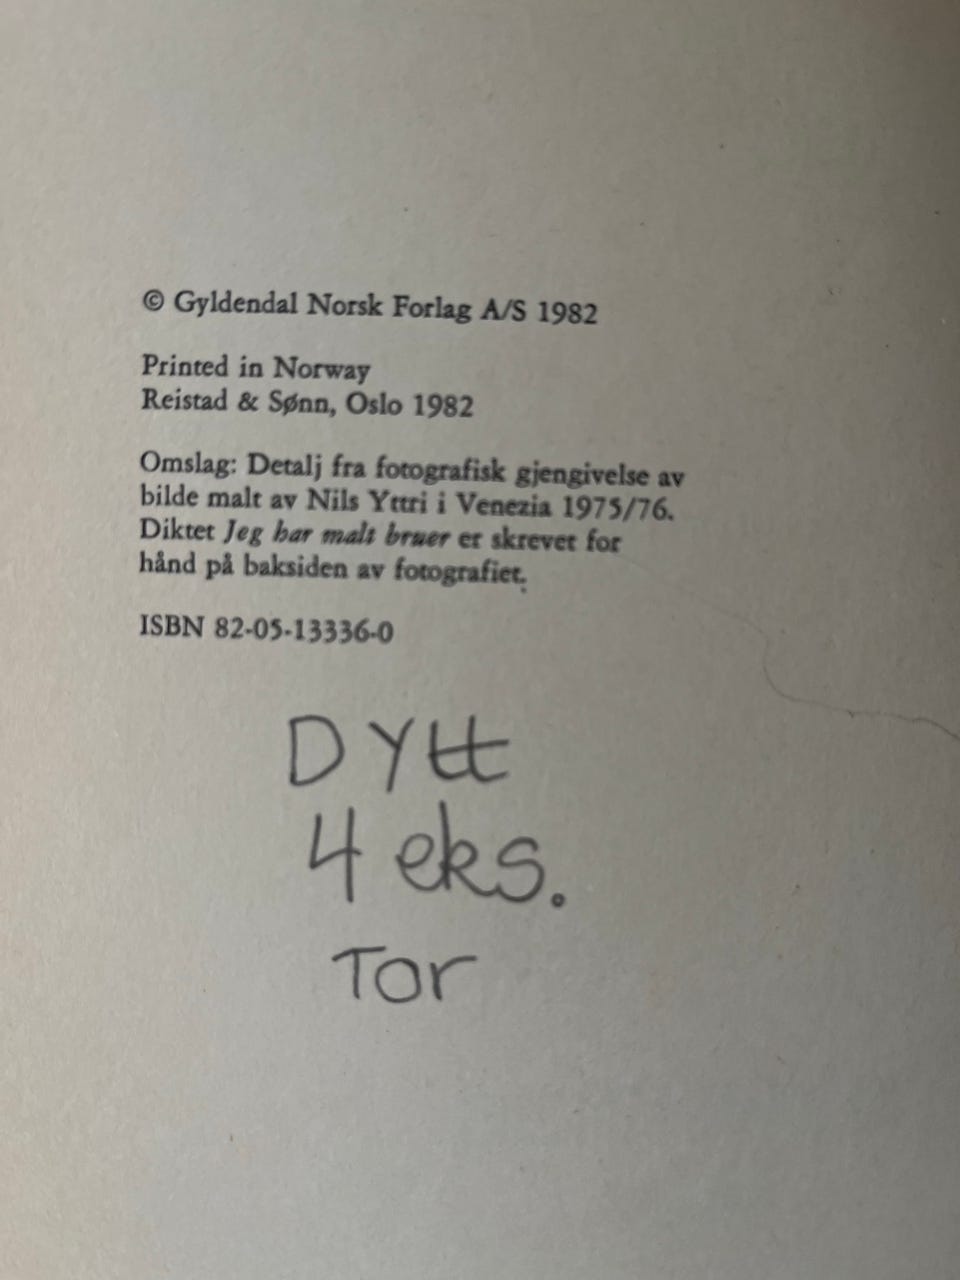 © Gyldendal Norsk Forlag A/S 1982
Printed in Norway
Reistad & Sønn, Oslo 1982
Omslag: Detalj fra fotografisk gjengivelse av
bilde malt av Nils Yttri i Venezia 1975/76.
Diktet Jeg har malt bruer er skrevet for
hånd på baksiden av fotografiet.
ISBN 82-05-13336-0
DYtt
4 eks.
Tor